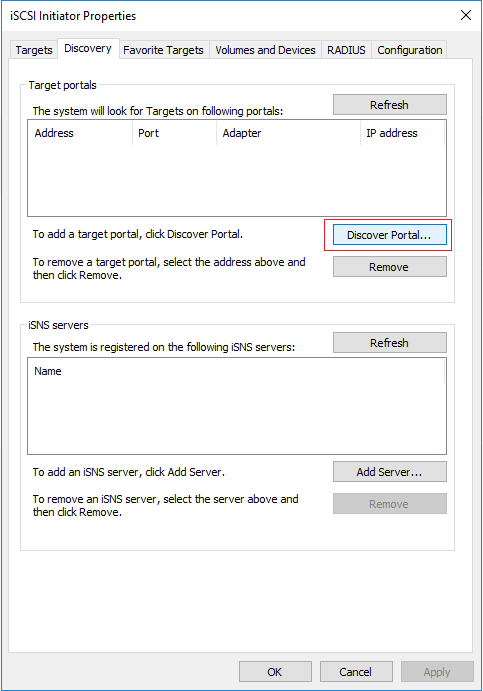 iSCSI Initiator Properties
Targets Discovery Favorite Targets Volumes and Devices RADIUS Configuration
Target portals
The system will look for Targets on following portals: Refresh
Address Port Adapter IP address
To add a target portal, click Discover Portal. Discover Portal...
To remove a target portal, select the address above and Remove
then click Remove.
iSNS servers
The system is registered on the following iSNS servers: Refresh
Name
To add an iSNS server, click Add Server. Add Server...
To remove an iSNS server, select the server above and Remove
then click Remove.
OK Cancel Apply